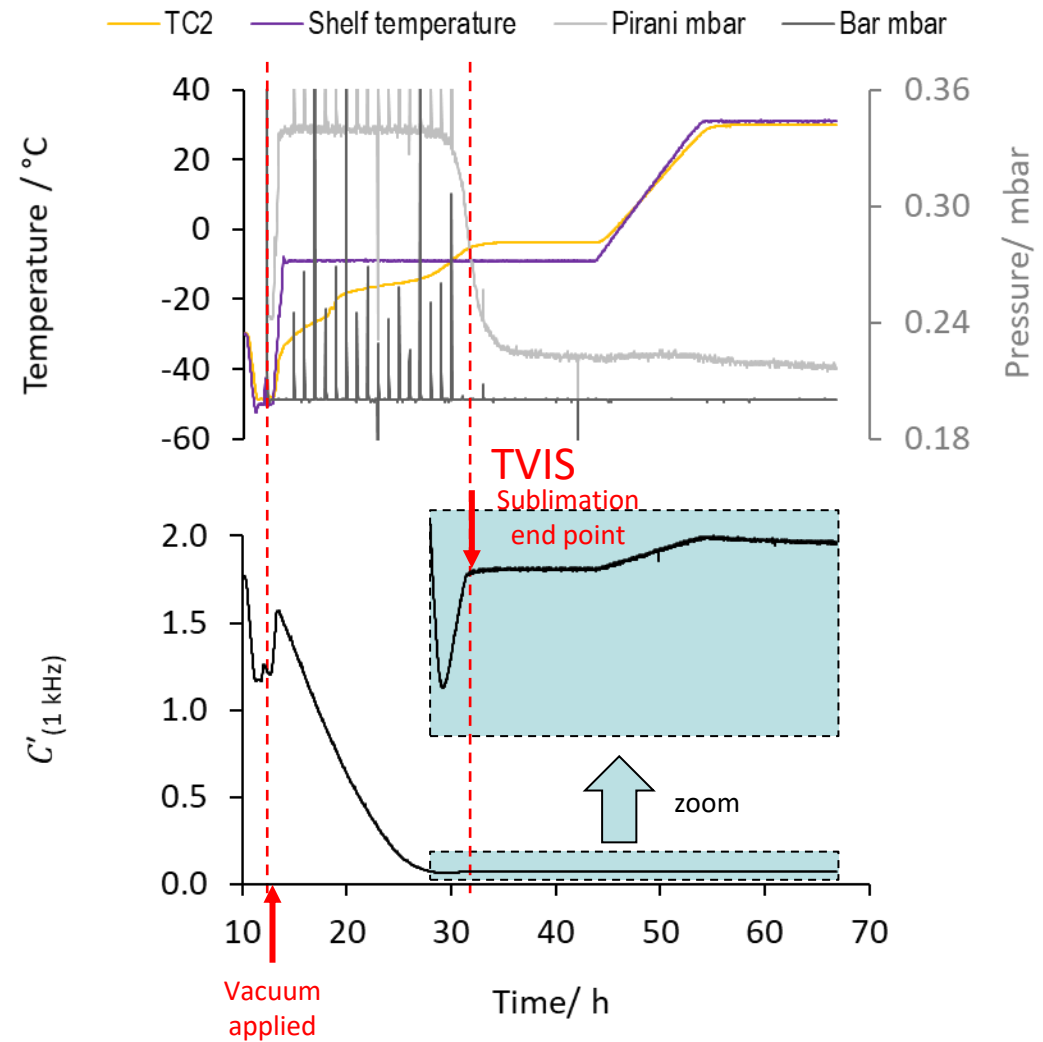 TC2 Shelf temperature Pirani mbar Bar mbar
Temperature / °C
40
20
0
-20
-40
-60
0.36
0.30
0.24
0.18
Pressure/ mbar
TVIS
Sublimation
end point
C′(1 kHz)
2.0
1.5
1.0
0.5
0.0
zoom
10 20 30 40 50 60 70
Vacuum
applied
Time/ h